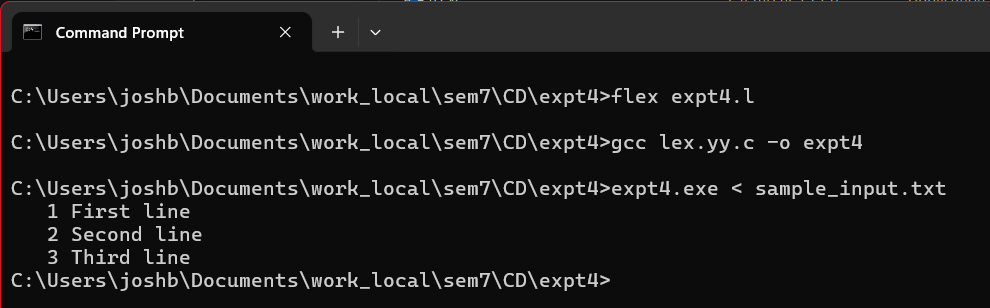 Command Prompt
C:\Users\joshb\Documents\work_local\sem7\CD\expt4>flex expt4.l
C:\Users\joshb\Documents\work_local\sem7\CD\expt4>gcc lex.yy.c -o expt4
C:\Users\joshb\Documents\work_local\sem7\CD\expt4>expt4.exe < sample_input.txt
   1 First line
   2 Second line
   3 Third line
C:\Users\joshb\Documents\work_local\sem7\CD\expt4>